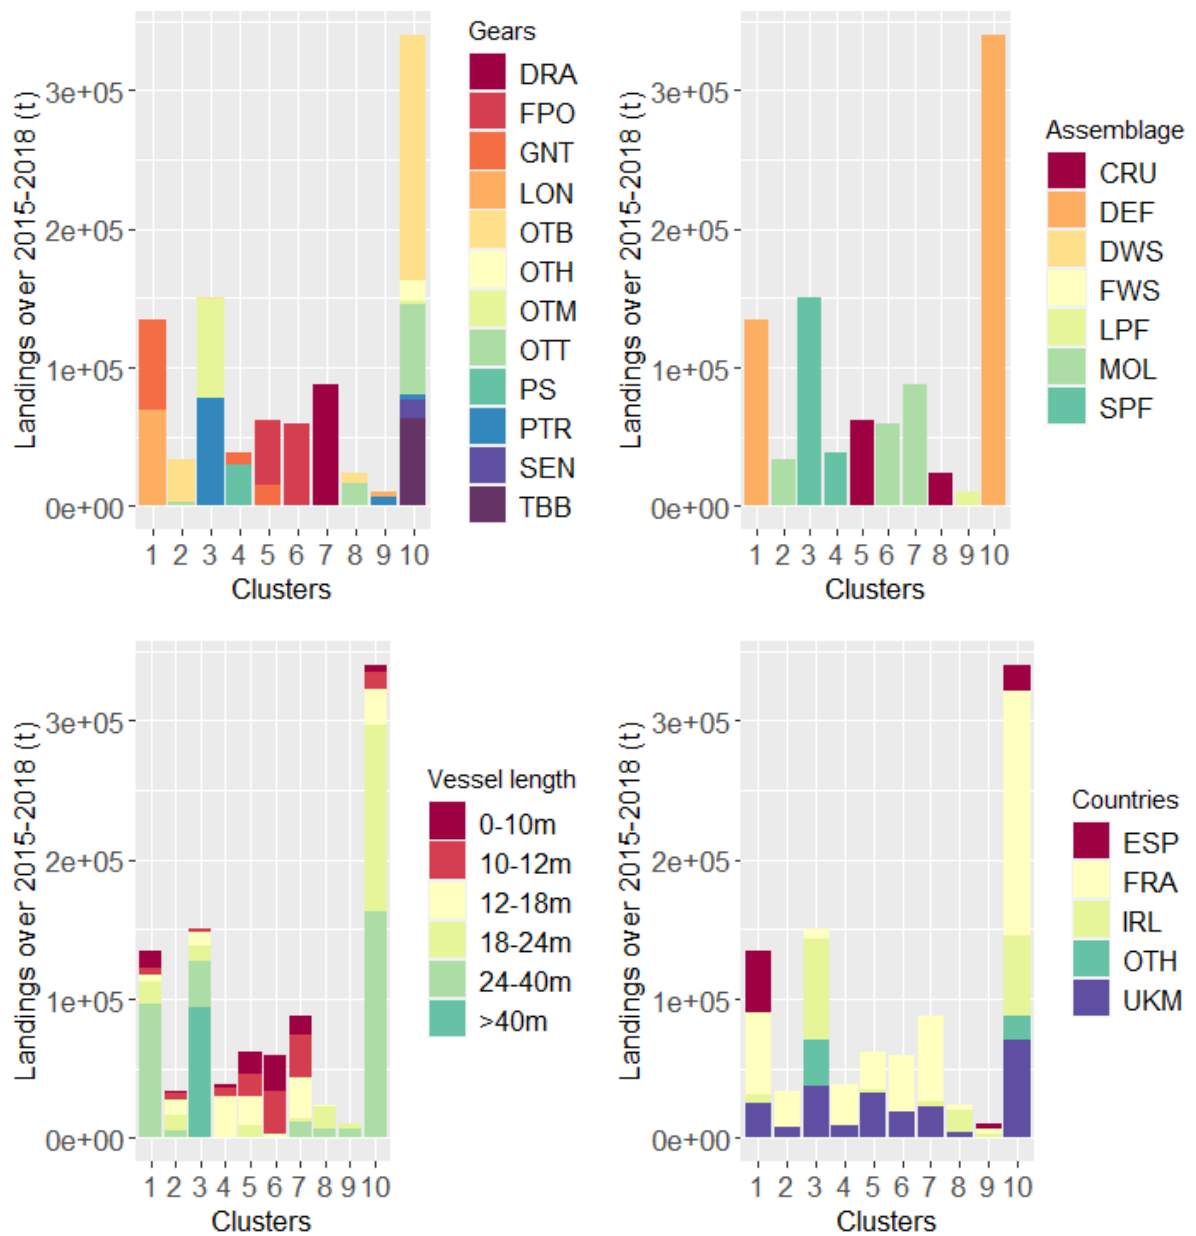 Landings over 2015-2018 (t)
3e+05
2e+05
1e+05
0e+00
1 2 3 4 5 6 7 8 9 10
Clusters
Gears
DRA
FPO
GNT
LON
OTB
OTH
OTM
OTT
PS
PTR
SEN
TBB
Landings over 2015-2018 (t)
3e+05
2e+05
1e+05
0e+00
1 2 3 4 5 6 7 8 9 10
Clusters
Assemblage
CRU
DEF
DWS
FWS
LPF
MOL
SPF
Landings over 2015-2018 (t)
3e+05
2e+05
1e+05
0e+00
1 2 3 4 5 6 7 8 9 10
Clusters
Vessel length
0-10m
10-12m
12-18m
18-24m
24-40m
>40m
Landings over 2015-2018 (t)
3e+05
2e+05
1e+05
0e+00
1 2 3 4 5 6 7 8 9 10
Clusters
Countries
ESP
FRA
IRL
OTH
UKM